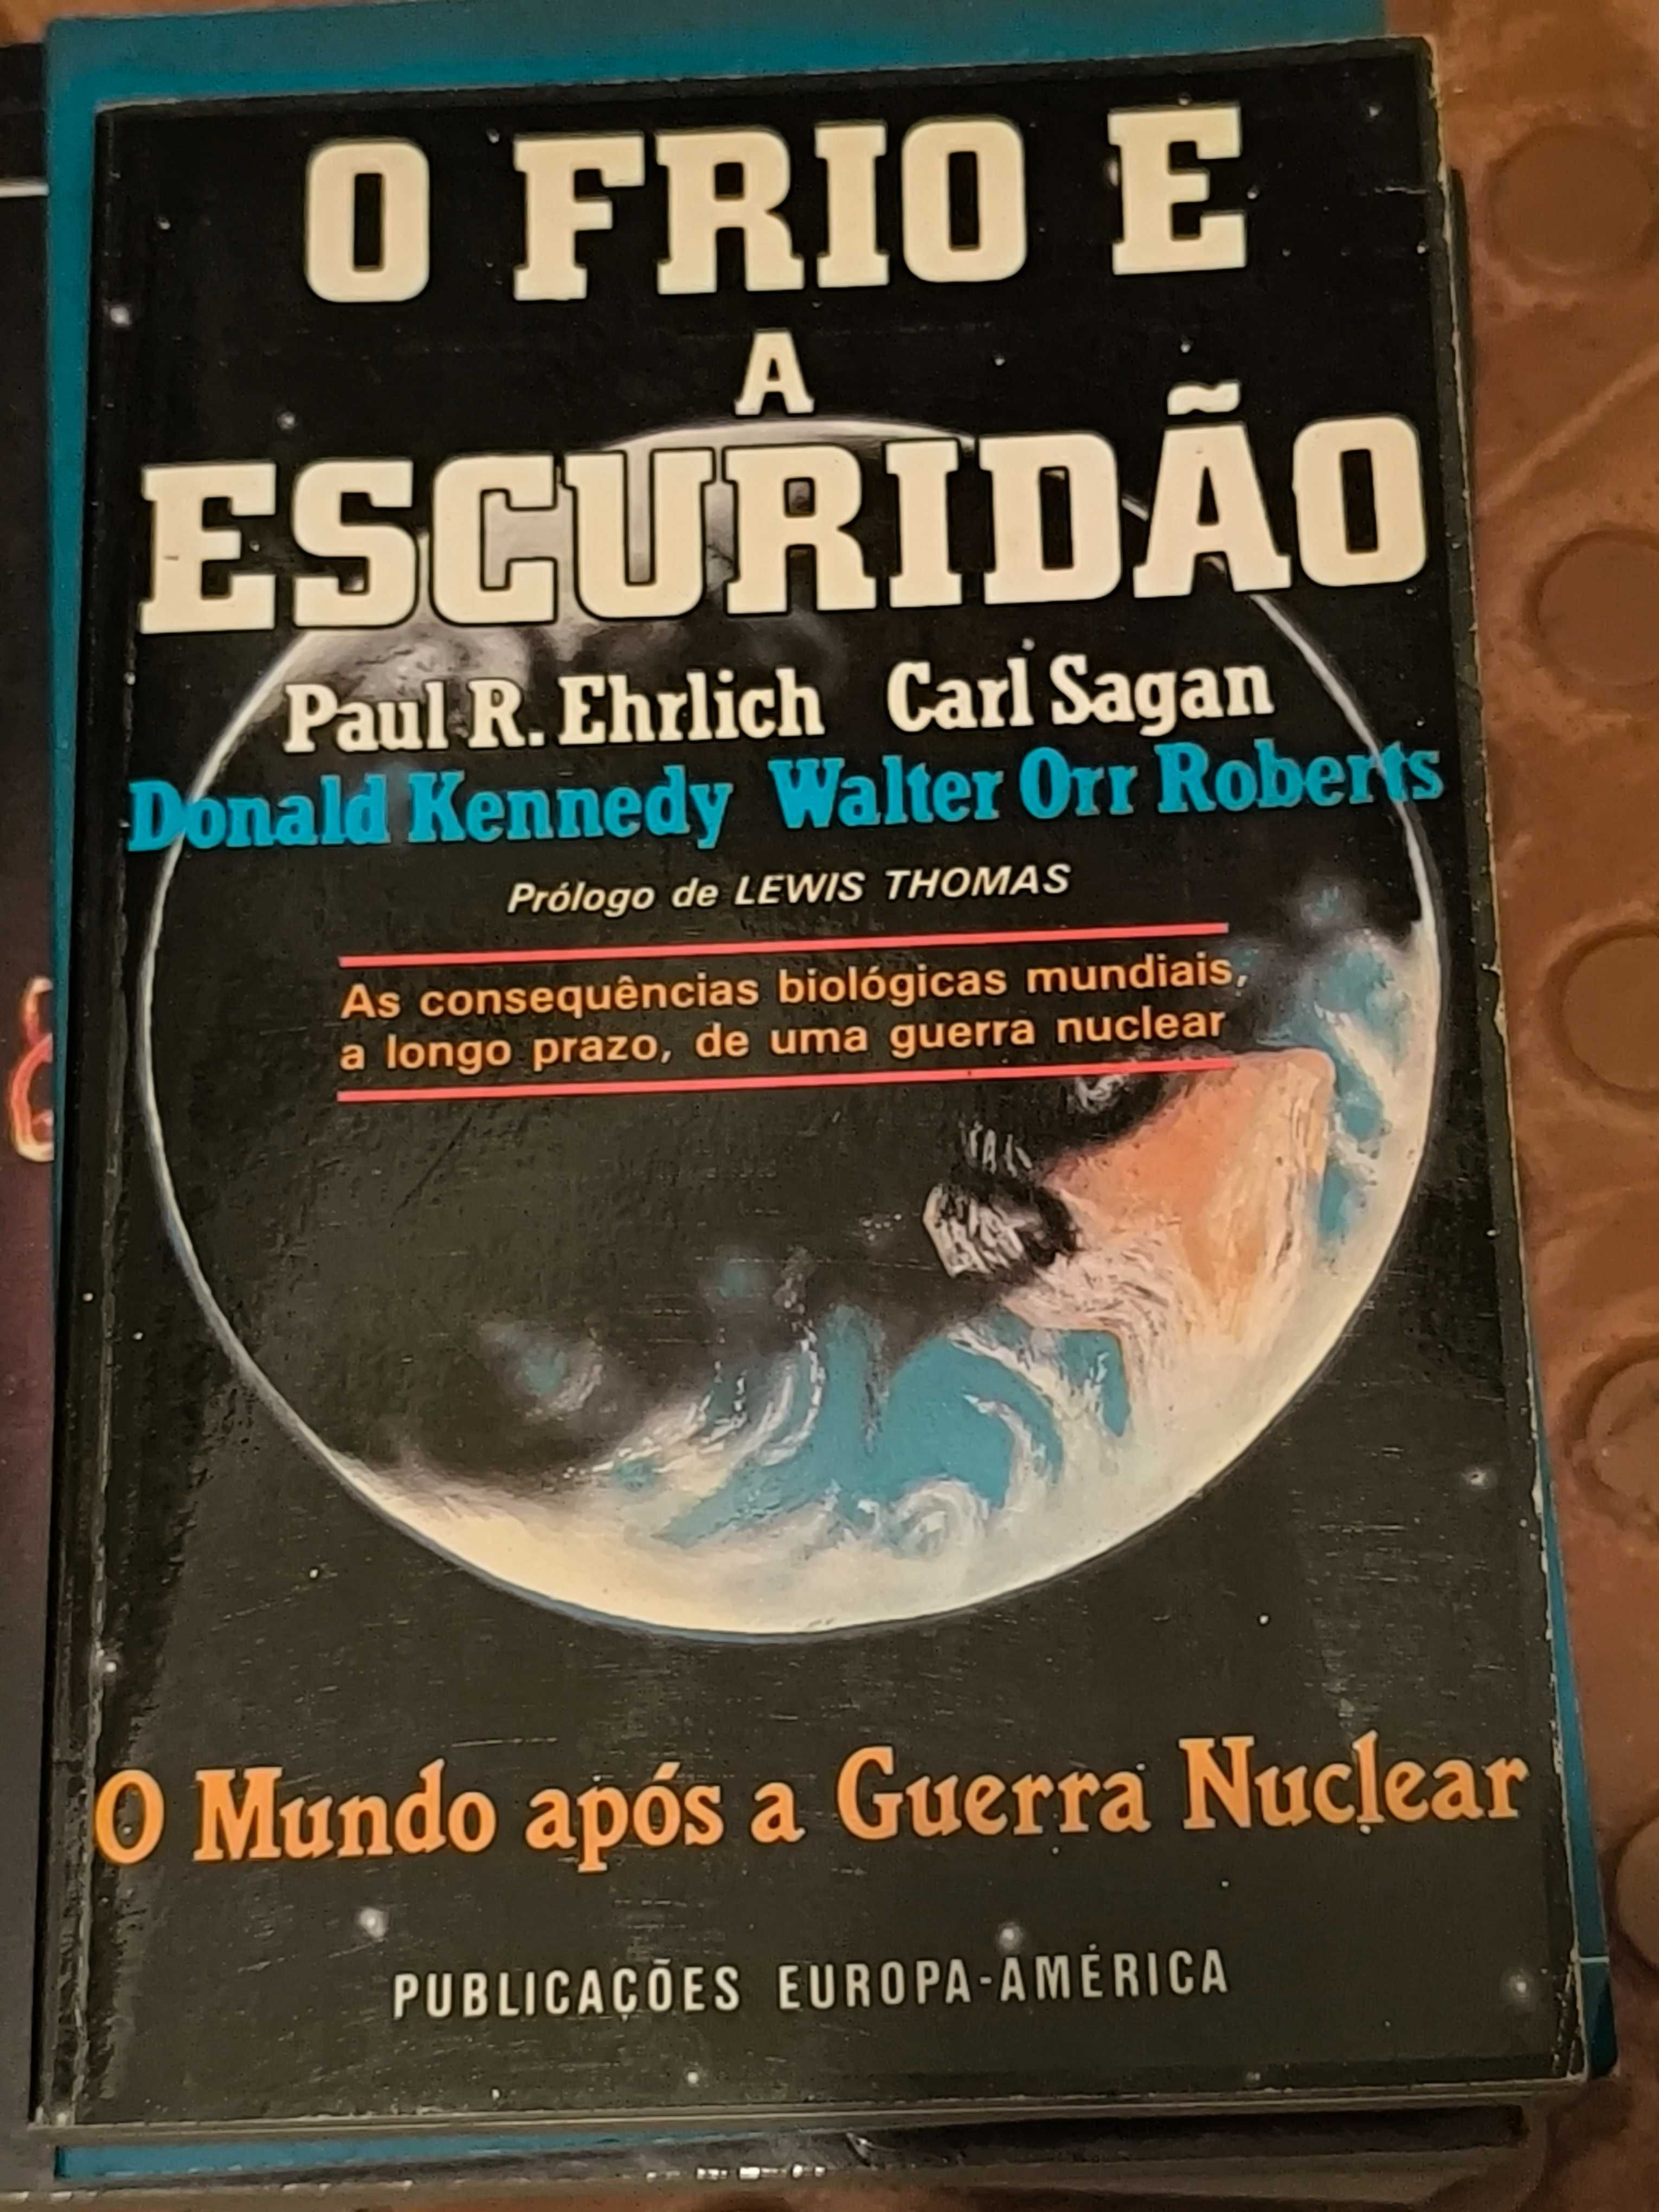 O FRIO E
A
ESCURIDÃO
Paul R. Ehrlich Carl Sagan
Donald Kennedy Walter Orr Roberts
Prólogo de LEWIS THOMAS
As consequências biológicas mundiais,
a longo prazo, de uma guerra nuclear
O Mundo após a Guerra Nuclear
PUBLICAÇÕES EUROPA-AMÉRICA